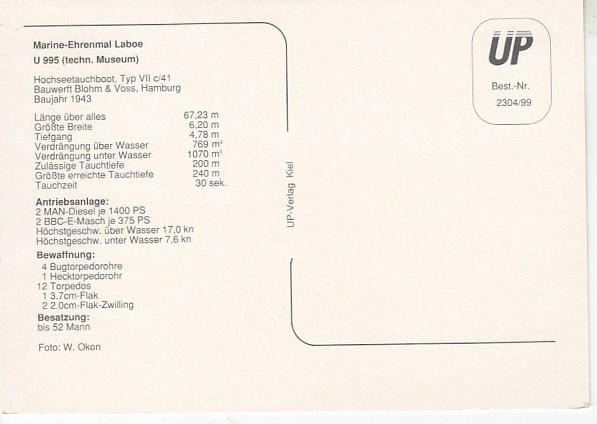 Marine-Ehrenmal Laboe
U 995 (techn. Museum)
Hochseetauchboot, Typ VII c/41
Bauwerft Blohm & Voss, Hamburg
Baujahr 1943
Länge über alles 67,23 m
Größte Breite 6,20 m
Tiefgang 4,78 m
Verdrängung über Wasser 769 m³
Verdrängung unter Wasser 1070 m³
Zulässige Tauchtiefe 200 m
Größte erreichte Tauchtiefe 240 m
Tauchzeit 30 sek.
Antriebsanlage:
2 MAN-Diesel je 1400 PS
2 BBC-E-Masch je 375 PS
Höchstgeschw. über Wasser 17,0 kn
Höchstgeschw. unter Wasser 7,6 kn
Bewaffnung:
4 Bugtorpedorohre
1 Hecktorpedorohr
12 Torpedos
1 3.7cm-Flak
2 2.0cm-Flak-Zwilling
Besatzung:
bis 52 Mann
Foto: W. Okon
UP-Verlag Kiel
UP
Best.-Nr.
2304/99